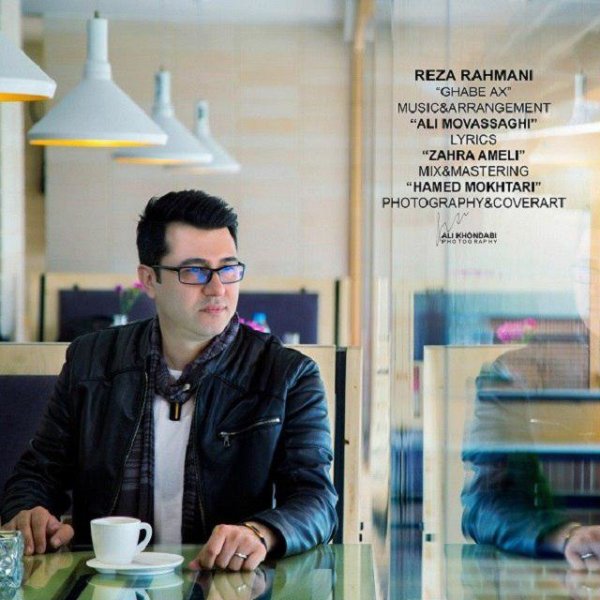 REZA RAHMANI
"GHABE AX"
MUSIC&ARRANGEMENT
"ALI MOVASSAGHI"
LYRICS
"ZAHRA AMELI"
MIX&MASTERING
"HAMED MOKHTARI"
PHOTOGRAPHY&COVERART
ALI KHONDABI
PHOTOGRAPHY